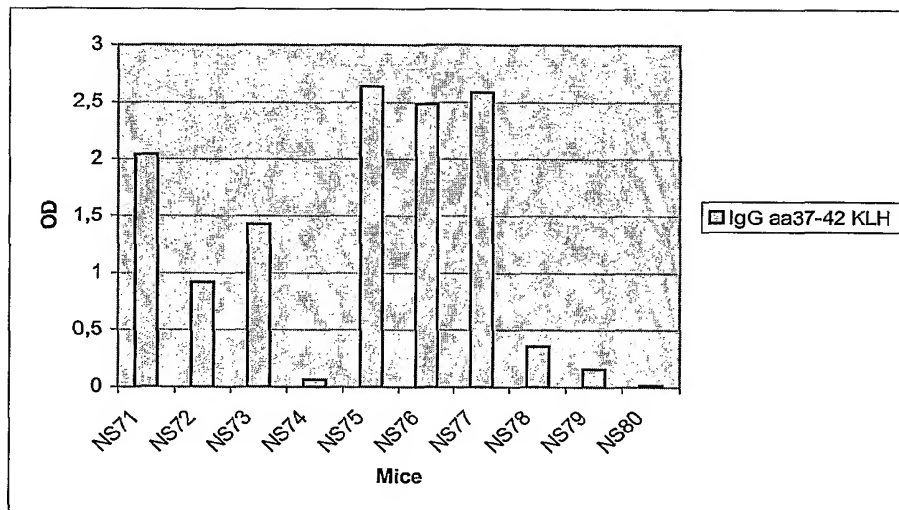 3
2,5
2
1,5
1
0,5
0
OD
NS71
NS72
NS73
NS74
NS75
NS76
NS77
NS78
NS79
NS80
Mice
IgG aa37-42 KLH